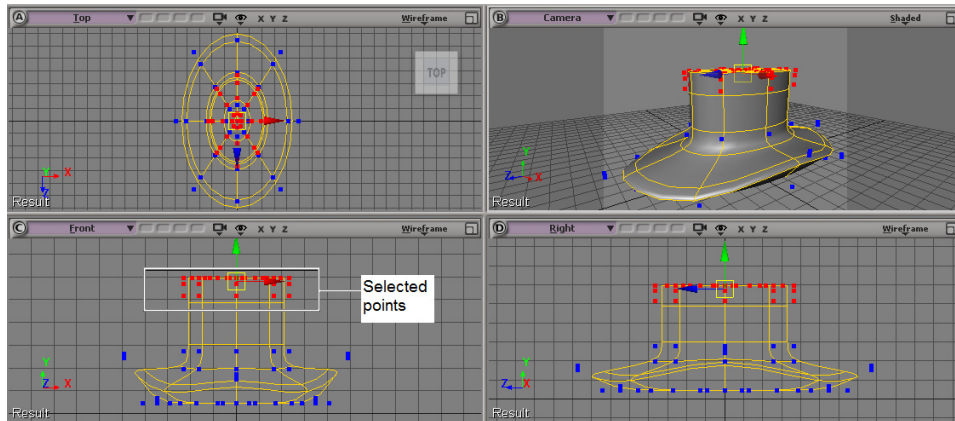 A Top Wireframe
X Y Z
TOP
Y X
Z
Result
B Camera Shaded
X Y Z
Y
Z X
Result
C Front Wireframe
X Y Z
Selected
points
Y
Z X
Result
D Right Wireframe
X Y Z
Y
Z X
Result